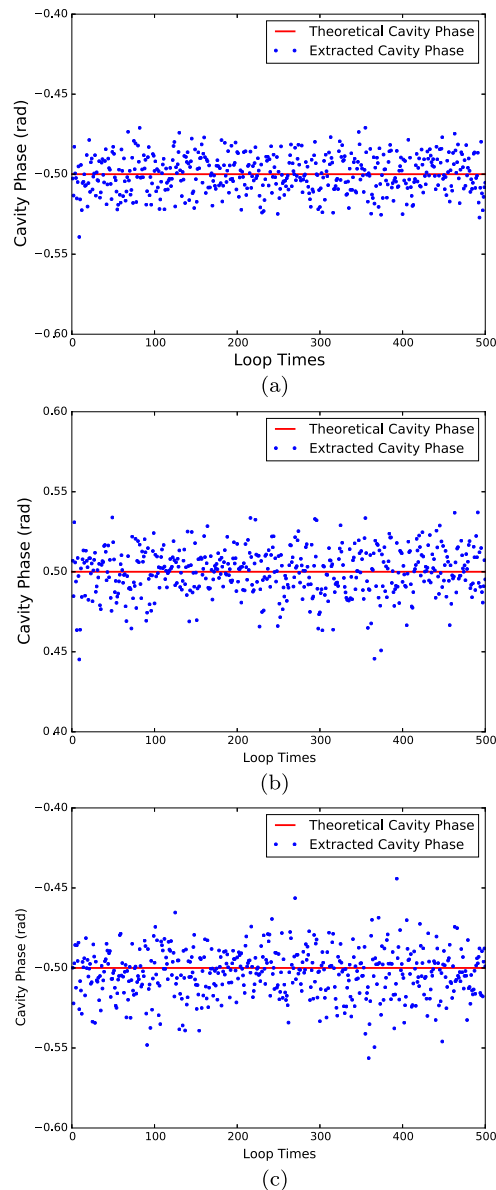 −0.40
Theoretical Cavity Phase
Extracted Cavity Phase
−0.45
−0.50
−0.55
−0.60
Cavity Phase (rad)
0 100 200 300 400 500
Loop Times
(a)
0.60
Theoretical Cavity Phase
Extracted Cavity Phase
0.55
0.50
0.45
0.40
Cavity Phase (rad)
0 100 200 300 400 500
Loop Times
(b)
−0.40
Theoretical Cavity Phase
Extracted Cavity Phase
−0.45
−0.50
−0.55
−0.60
Cavity Phase (rad)
0 100 200 300 400 500
Loop Times
(c)